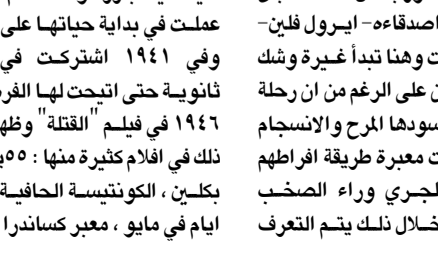 اصدقاءه- ايرول فلين-
ت وهنا تبدأ غيرة وشك
ن على الرغم من ان رحلة
سودها المرح والانسجام
ت معبرة طريقة افراطهم
لجري وراء الصخب
خلال ذلك يتم التعرف
عملت في بداية حياتها على
وفي ١٩٤١ اشتركت في
ثانوية حتى اتيحت لها الفر
١٩٤٦ في فيلم "القتلة" وظه
ذلك في افلام كثيرة منها : ٥٥
بكلين ، الكونتيسة الحافية
ايام في مايو ، معبر كساندرا